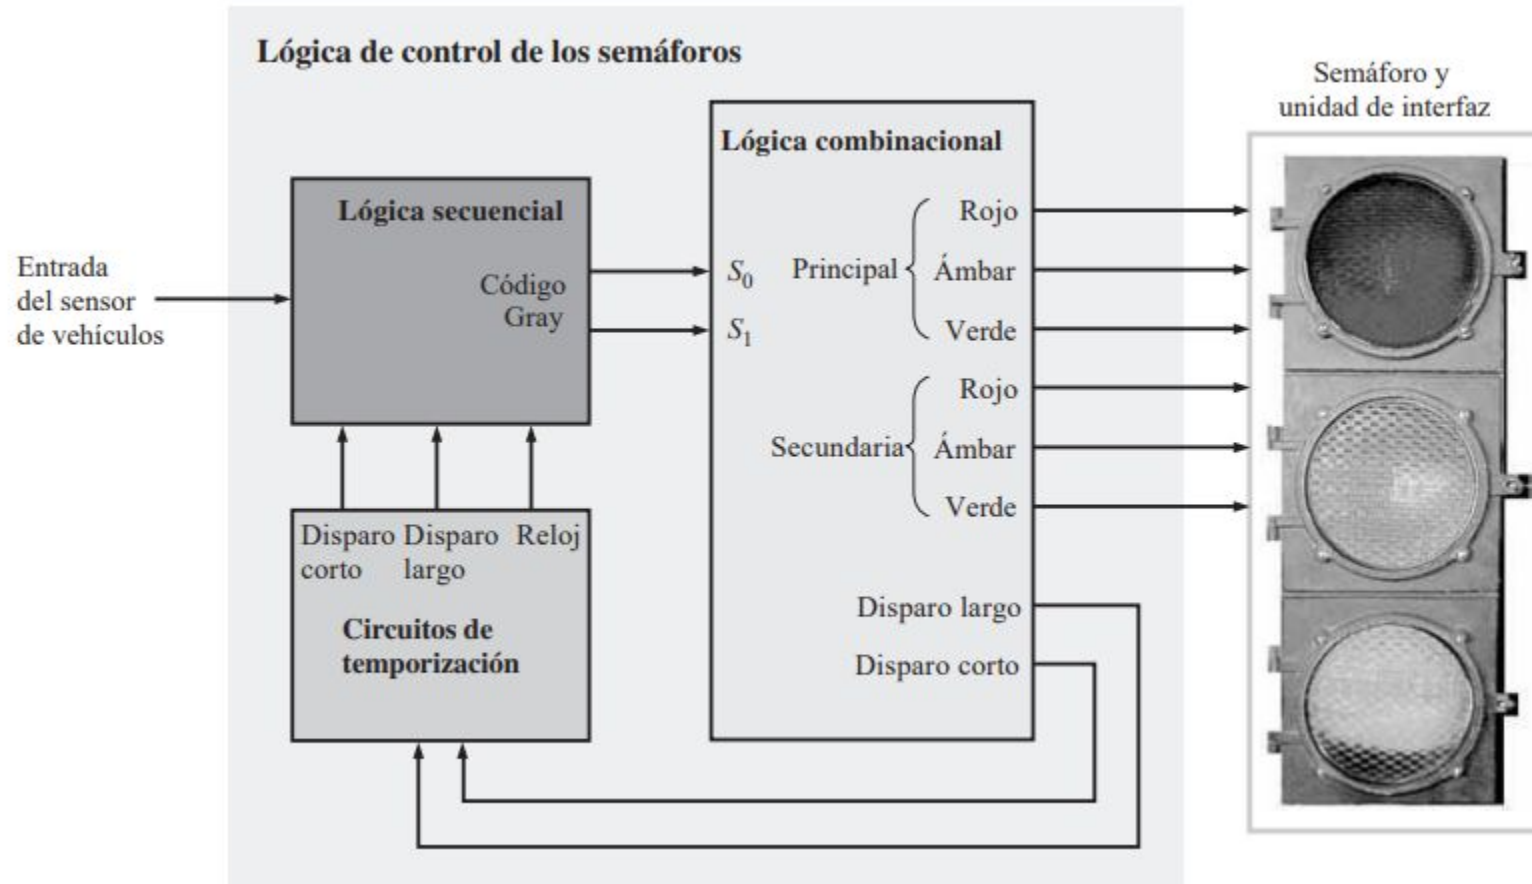 Lógica de control de los semáforos
Semáforo y
unidad de interfaz
Lógica combinacional
Lógica secuencial
Código
Gray
Entrada
del sensor
de vehículos
S0
S1
Principal
Rojo
Ámbar
Verde
Secundaria
Rojo
Ámbar
Verde
Disparo
corto
Disparo
largo
Reloj
Circuitos de
temporización
Disparo largo
Disparo corto